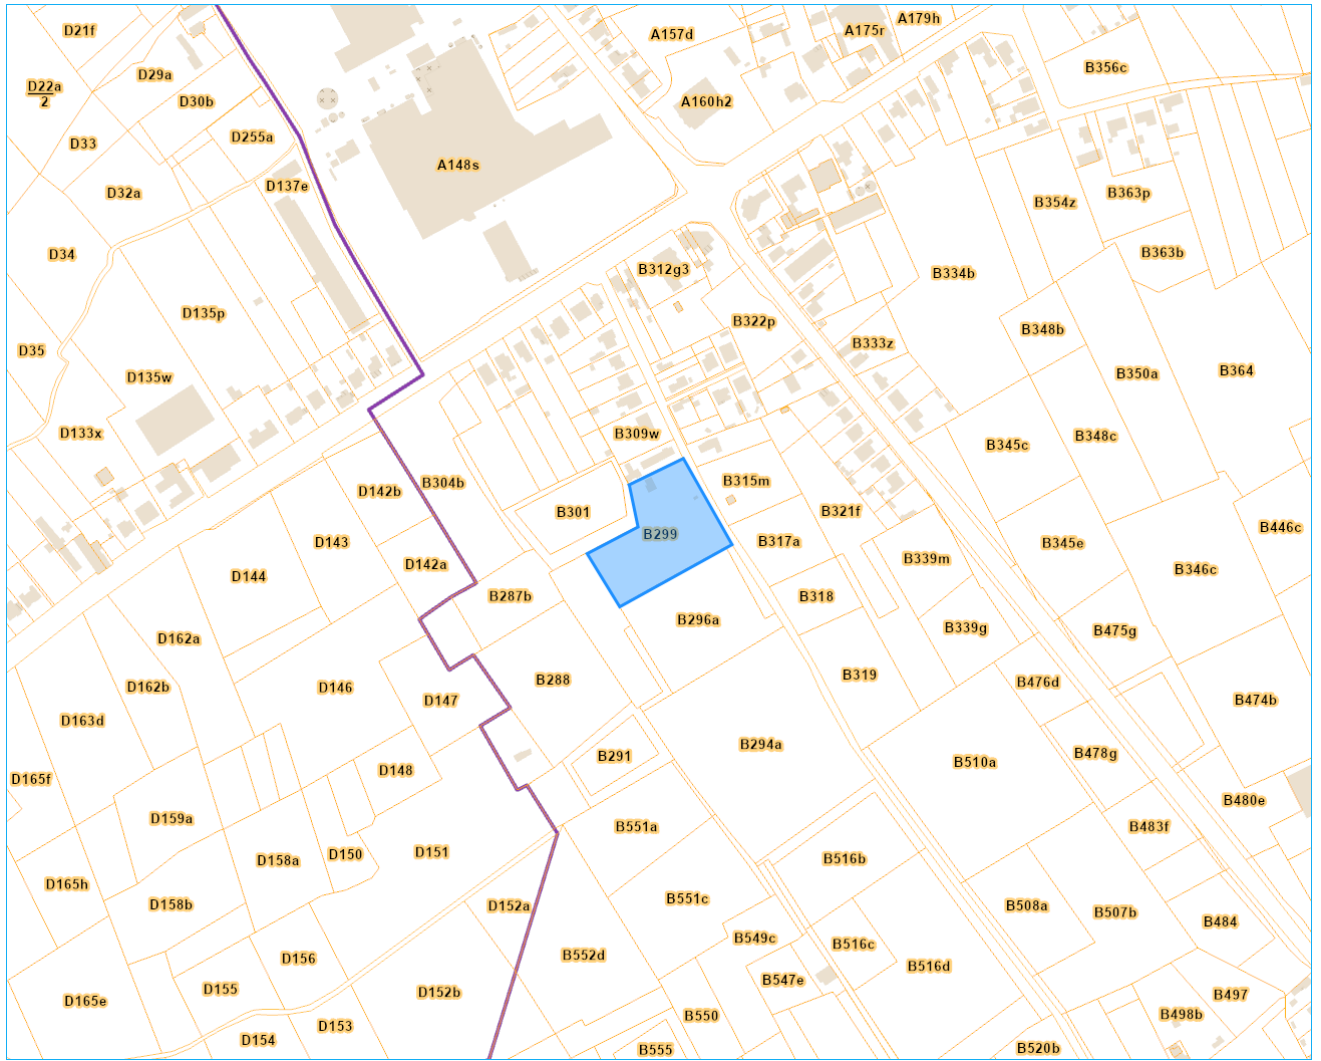 A179h
D21f
A175r
A157d
B356c
D29a
D22a
2
D30b
A160h2
D255a
D33
A148s
D137e
D32a
B363p
B354z
D34
B363b
B312g3
B334b
D135p
B322p
B348b
B333z
D35
B364
B350a
D135w
D133x
B309w
B348c
B345c
B315m
B304b
D142b
B301
B321f
B446c
B299
D143
B317a
B345e
B339m
D142a
B346c
D144
B287b
B318
B296a
B339g
B475g
D162a
B319
B288
B476d
D162b
D146
D147
B474b
D163d
B294a
B478g
B291
B510a
D148
D165f
B480e
D159a
B551a
B483f
D151
D150
D158a
B516b
D165h
B551c
D158b
D152a
B508a
B507b
B484
B549c
B516c
B552d
D156
B516d
B547e
D155
D152b
B497
D165e
B498b
B550
D153
D154
B520b
B555